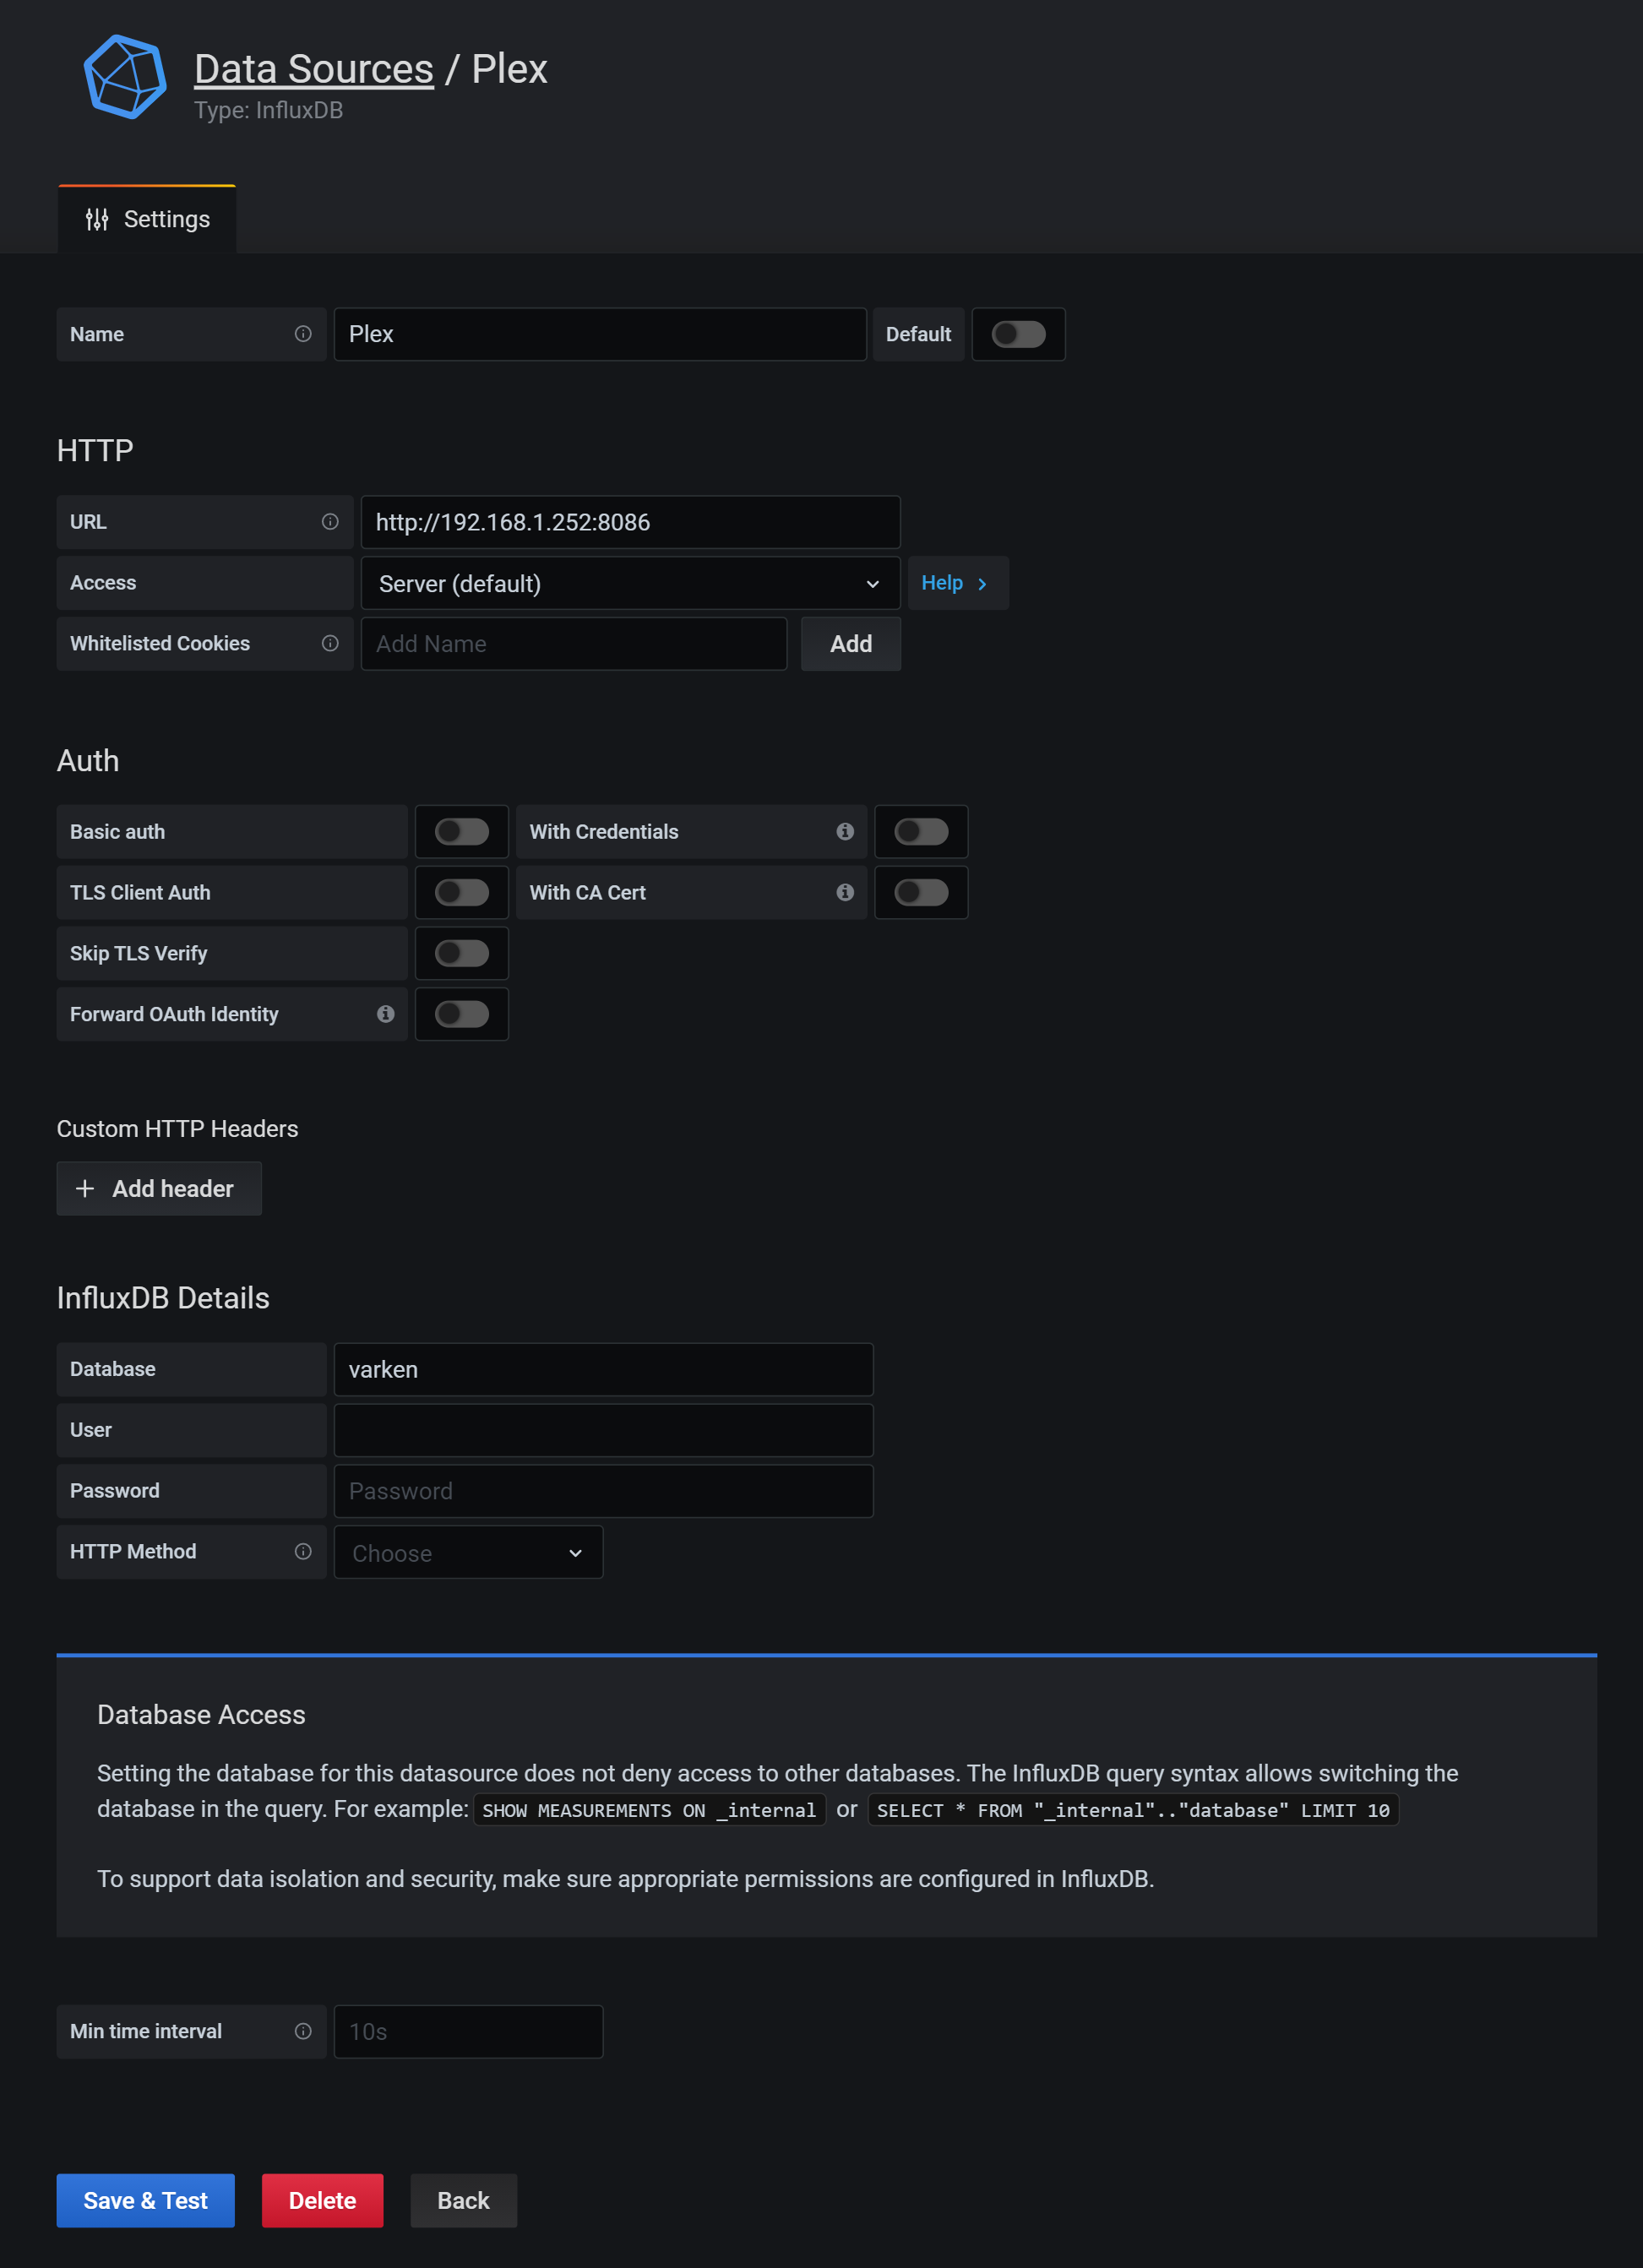 Data Sources / Plex
Type: InfluxDB
Settings
Name
Plex
Default
HTTP
URL
http://192.168.1.252:8086
Access
Server (default)
Help
Whitelisted Cookies
Add Name
Add
Auth
Basic auth
With Credentials
TLS Client Auth
With CA Cert
Skip TLS Verify
Forward OAuth Identity
Custom HTTP Headers
Add header
InfluxDB Details
Database
varken
User
Password
Password
HTTP Method
Choose
Database Access
Setting the database for this datasource does not deny access to other databases. The InfluxDB query syntax allows switching the
database in the query. For example: SHOW MEASUREMENTS ON _internal or SELECT * FROM "_internal".."database" LIMIT 10
To support data isolation and security, make sure appropriate permissions are configured in InfluxDB.
Min time interval
10s
Save & Test
Delete
Back